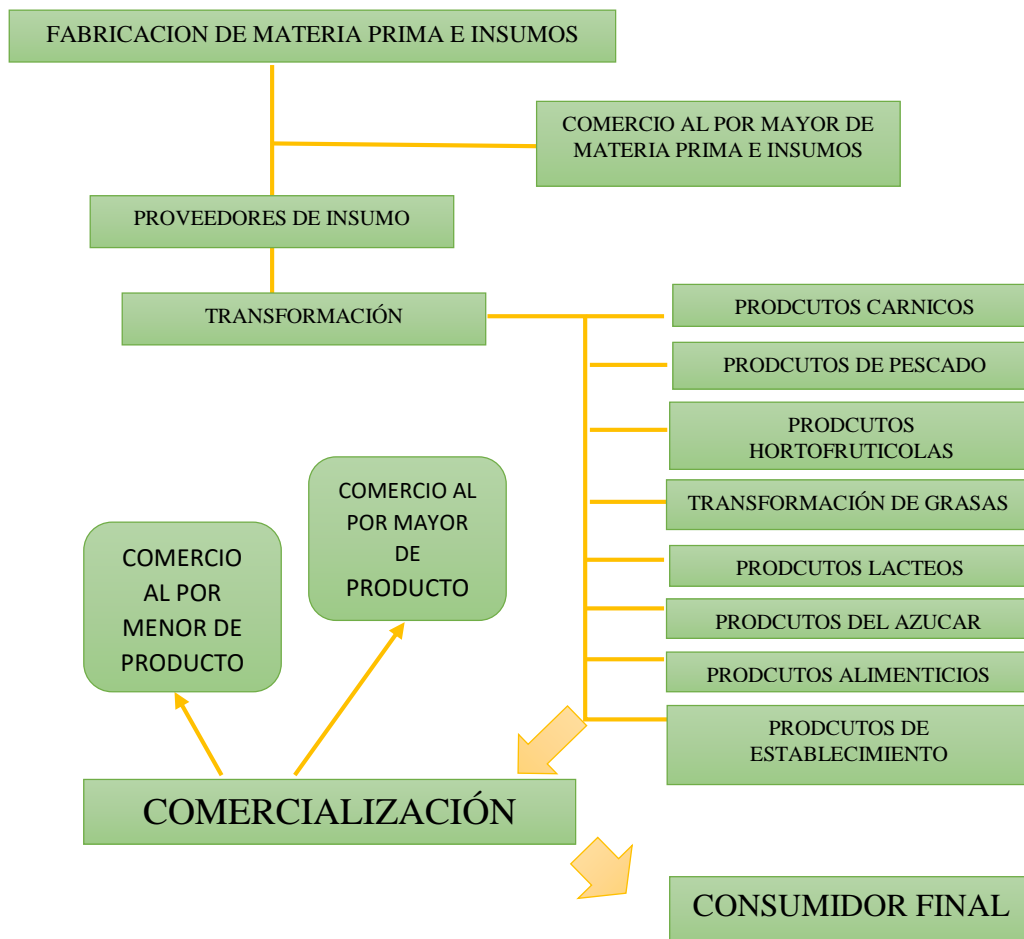 FABRICACION DE MATERIA PRIMA E INSUMOS
COMERCIO AL POR MAYOR DE
MATERIA PRIMA E INSUMOS
PROVEEDORES DE INSUMO
TRANSFORMACIÓN
PRODCUTOS CARNICOS
PRODCUTOS DE PESCADO
PRODCUTOS
HORTOFRUTICOLAS
TRANSFORMACIÓN DE GRASAS
PRODCUTOS LACTEOS
PRODCUTOS DEL AZUCAR
PRODCUTOS ALIMENTICIOS
PRODCUTOS DE
ESTABLECIMIENTO
COMERCIO AL
POR MAYOR
DE
PRODUCTO
COMERCIO
AL POR
MENOR DE
PRODUCTO
COMERCIALIZACIÓN
CONSUMIDOR FINAL